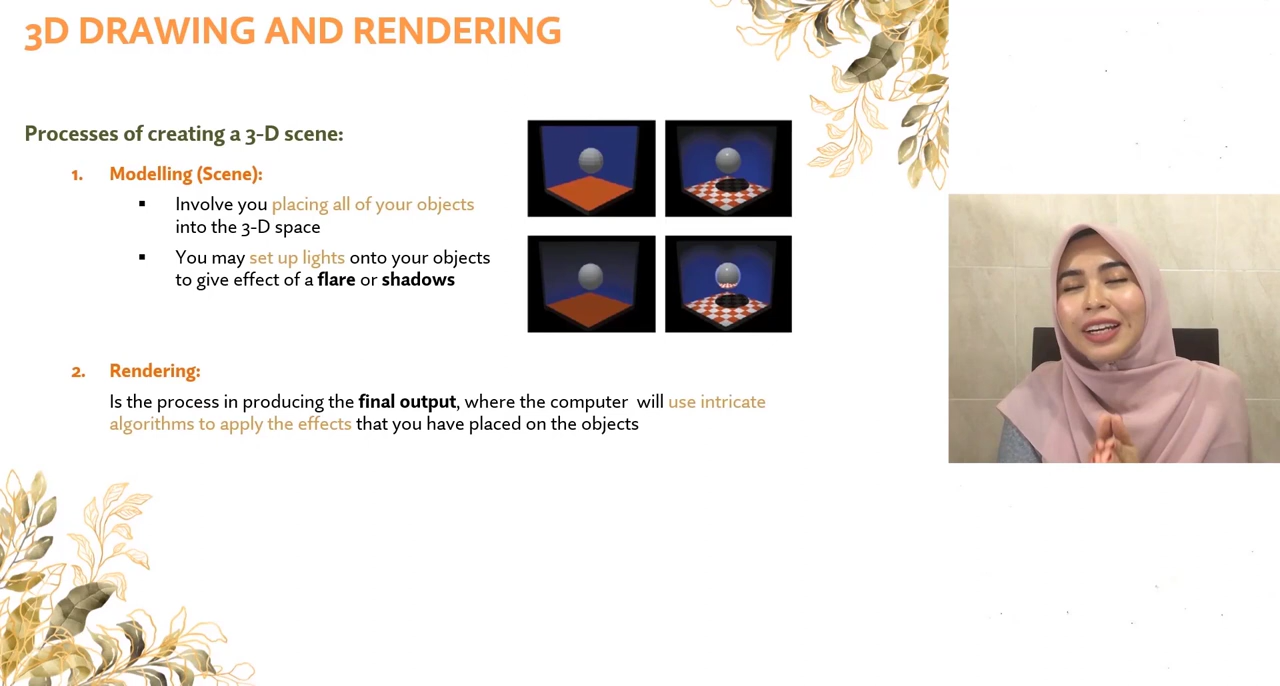 3D DRAWING AND RENDERING
Processes of creating a 3-D scene:
1. Modelling (Scene):
▪ Involve you placing all of your objects
into the 3-D space
▪ You may set up lights onto your objects
to give effect of a flare or shadows
2. Rendering:
Is the process in producing the final output, where the computer will use intricate
algorithms to apply the effects that you have placed on the objects